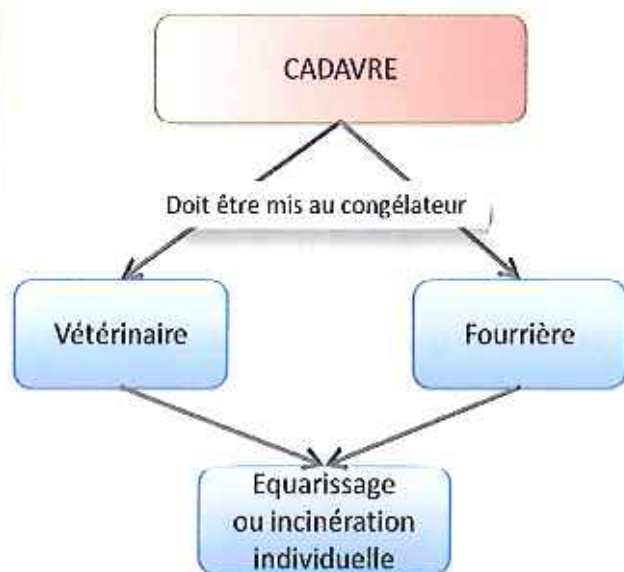 CADAVRE
Doit être mis au congélateur
Vétérinaire
Fourrière
Equarissage
ou incinération
individuelle